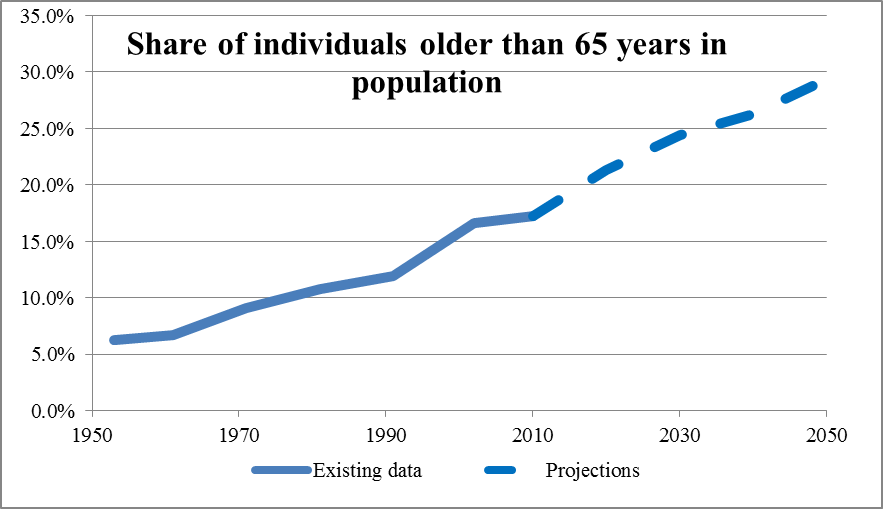 35.0%
Share of individuals older than 65 years in
population
30.0%
25.0%
20.0%
15.0%
10.0%
5.0%
0.0%
1950 1970 1990 2010 2030 2050
Existing data Projections